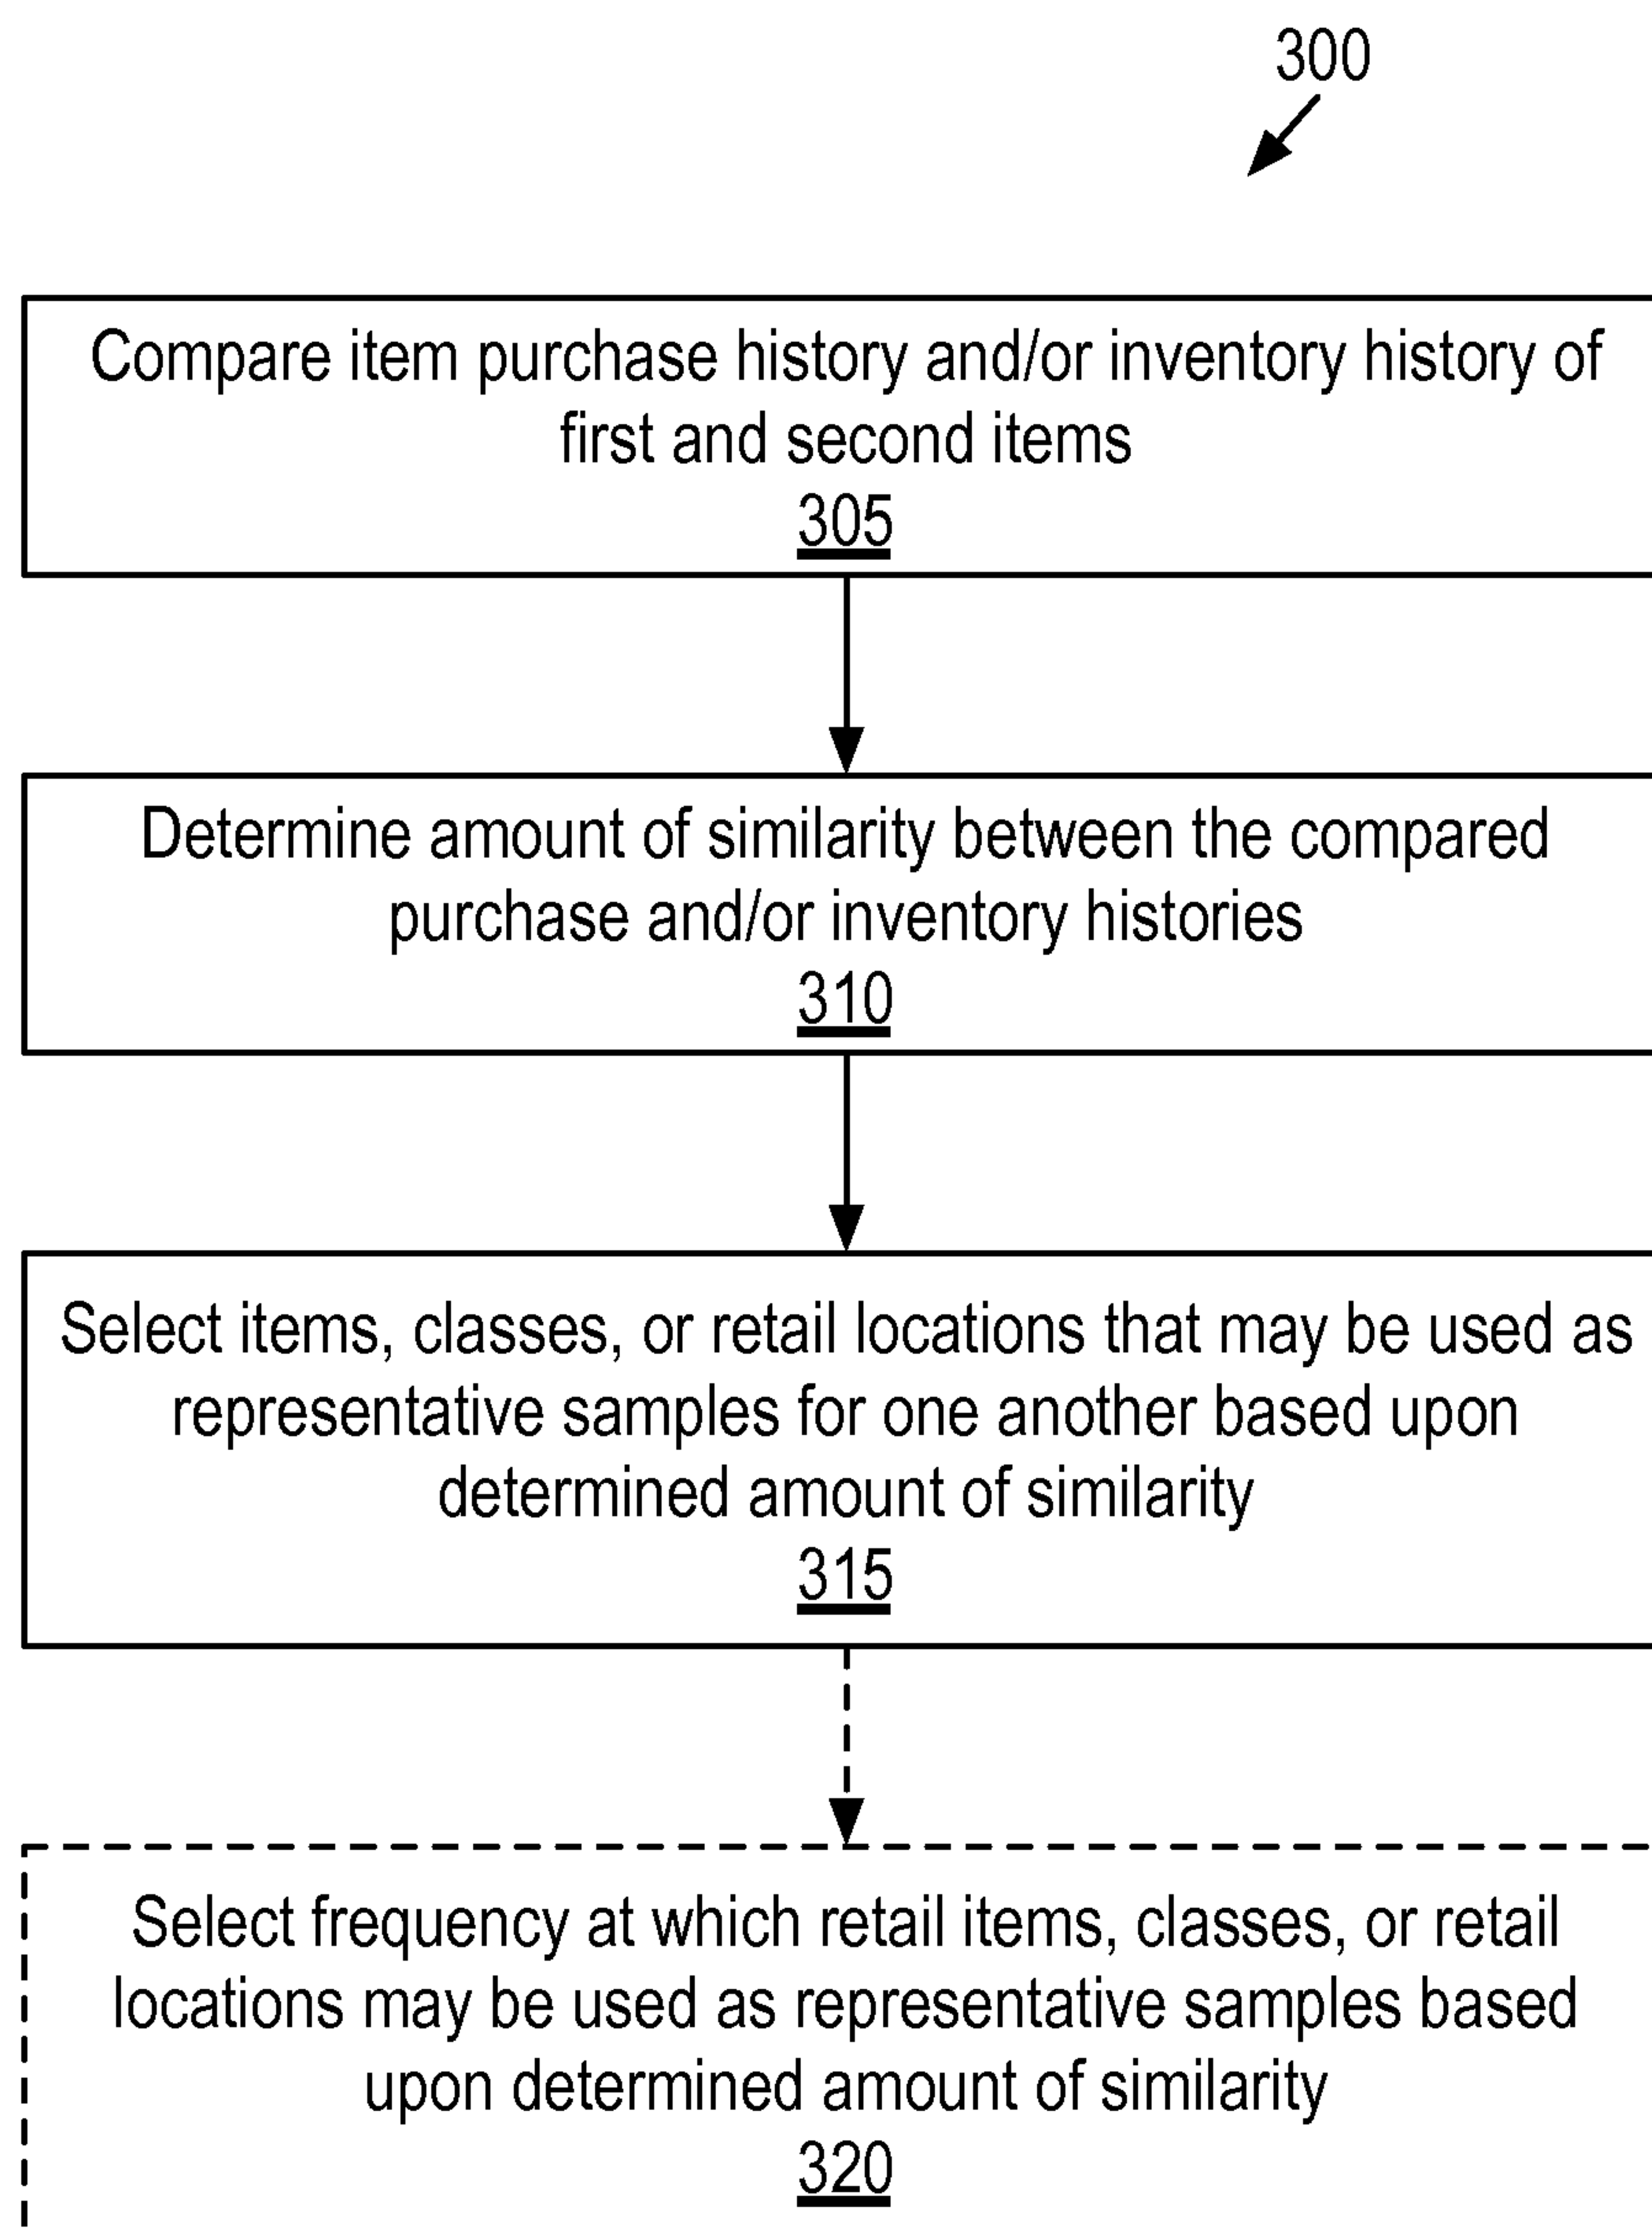 300
Compare item purchase history and/or inventory history of
first and second items
305
Determine amount of similarity between the compared
purchase and/or inventory histories
310
Select items, classes, or retail locations that may be used as
representative samples for one another based upon
determined amount of similarity
315
Select frequency at which retail items, classes, or retail
locations may be used as representative samples based
upon determined amount of similarity
320